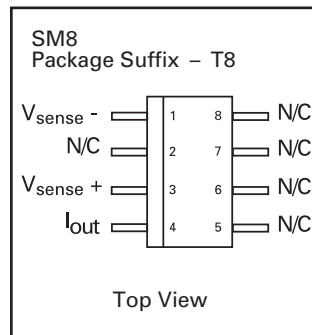 SM8
Package Suffix – T8
Vsense - 1 8 N/C
N/C 2 7 N/C
Vsense + 3 6 N/C
Iout 4 5 N/C
Top View